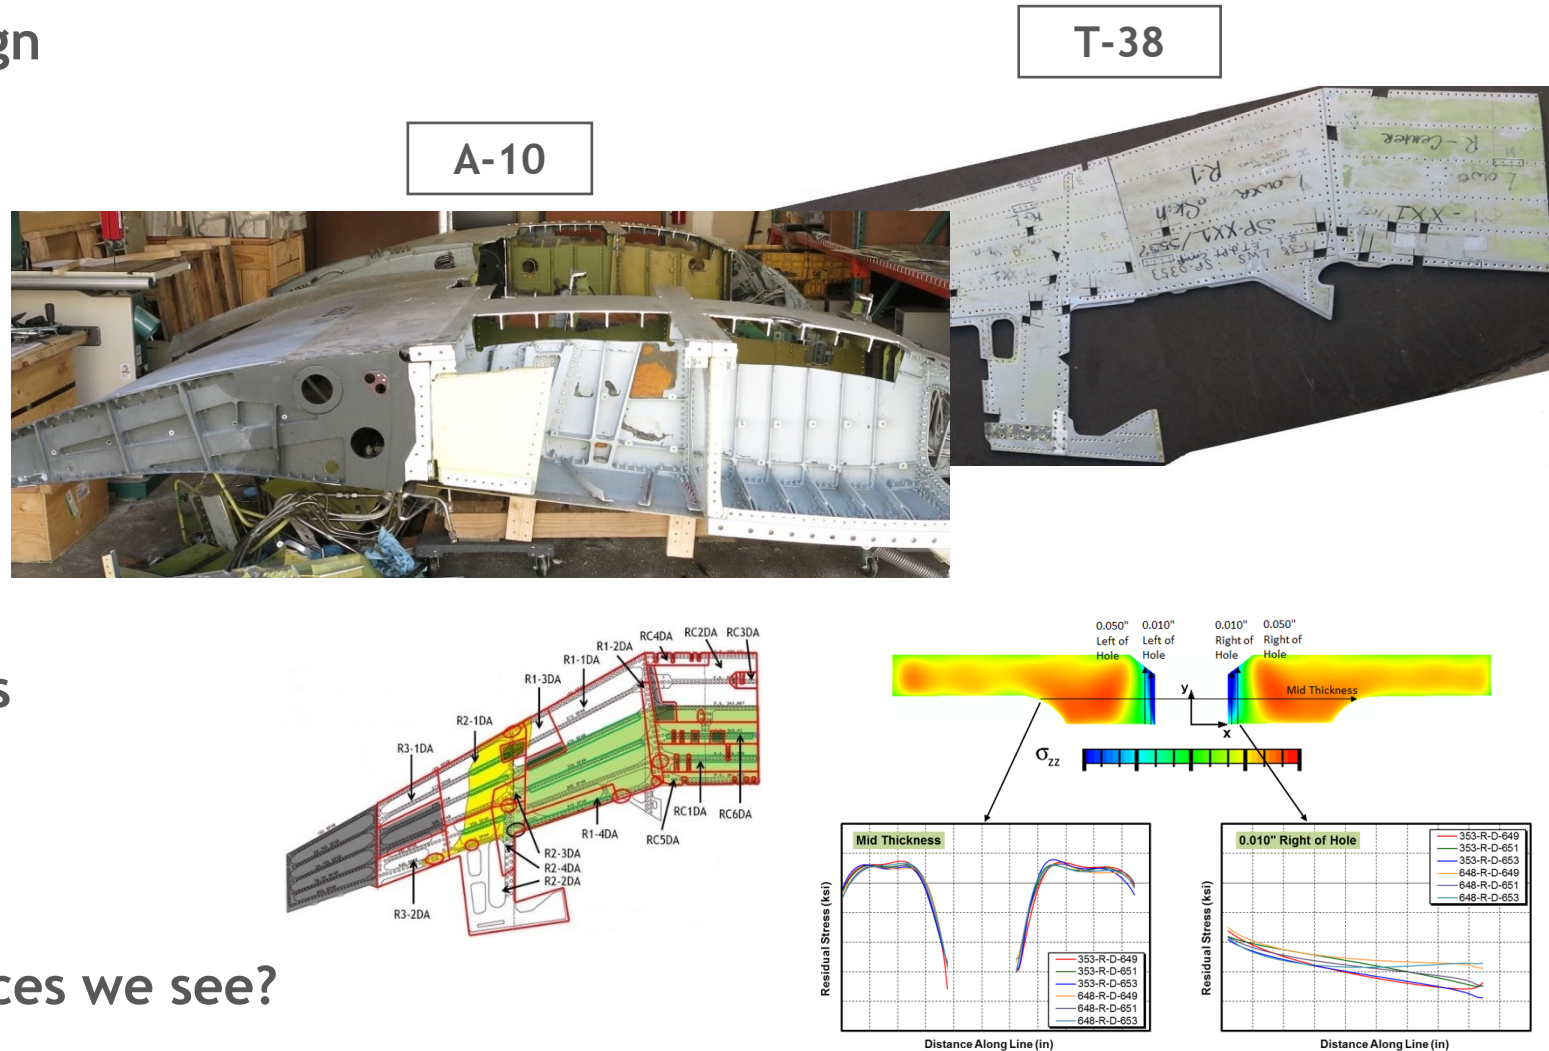 gn
T-38
A-10
R-Center
Lower
R1
Lower Skin
RC4DA
RC2DA
RC3DA
R1-2DA
R1-1DA
R1-3DA
R2-1DA
R3-1DA
RC1DA
RC6DA
RC5DA
R1-4DA
R2-3DA
R2-4DA
R2-2DA
R3-2DA
s
ces we see?
0.050" 0.010" 0.010" 0.050"
Left of Left of Right of Right of
Hole Hole Hole Hole
Mid Thickness
y
x
σzz
Mid Thickness
Residual Stress (ksi)
353-R-D-649
353-R-D-651
353-R-D-653
648-R-D-649
648-R-D-651
648-R-D-653
Distance Along Line (in)
0.010" Right of Hole
Residual Stress (ksi)
353-R-D-649
353-R-D-651
353-R-D-653
648-R-D-649
648-R-D-651
648-R-D-653
Distance Along Line (in)